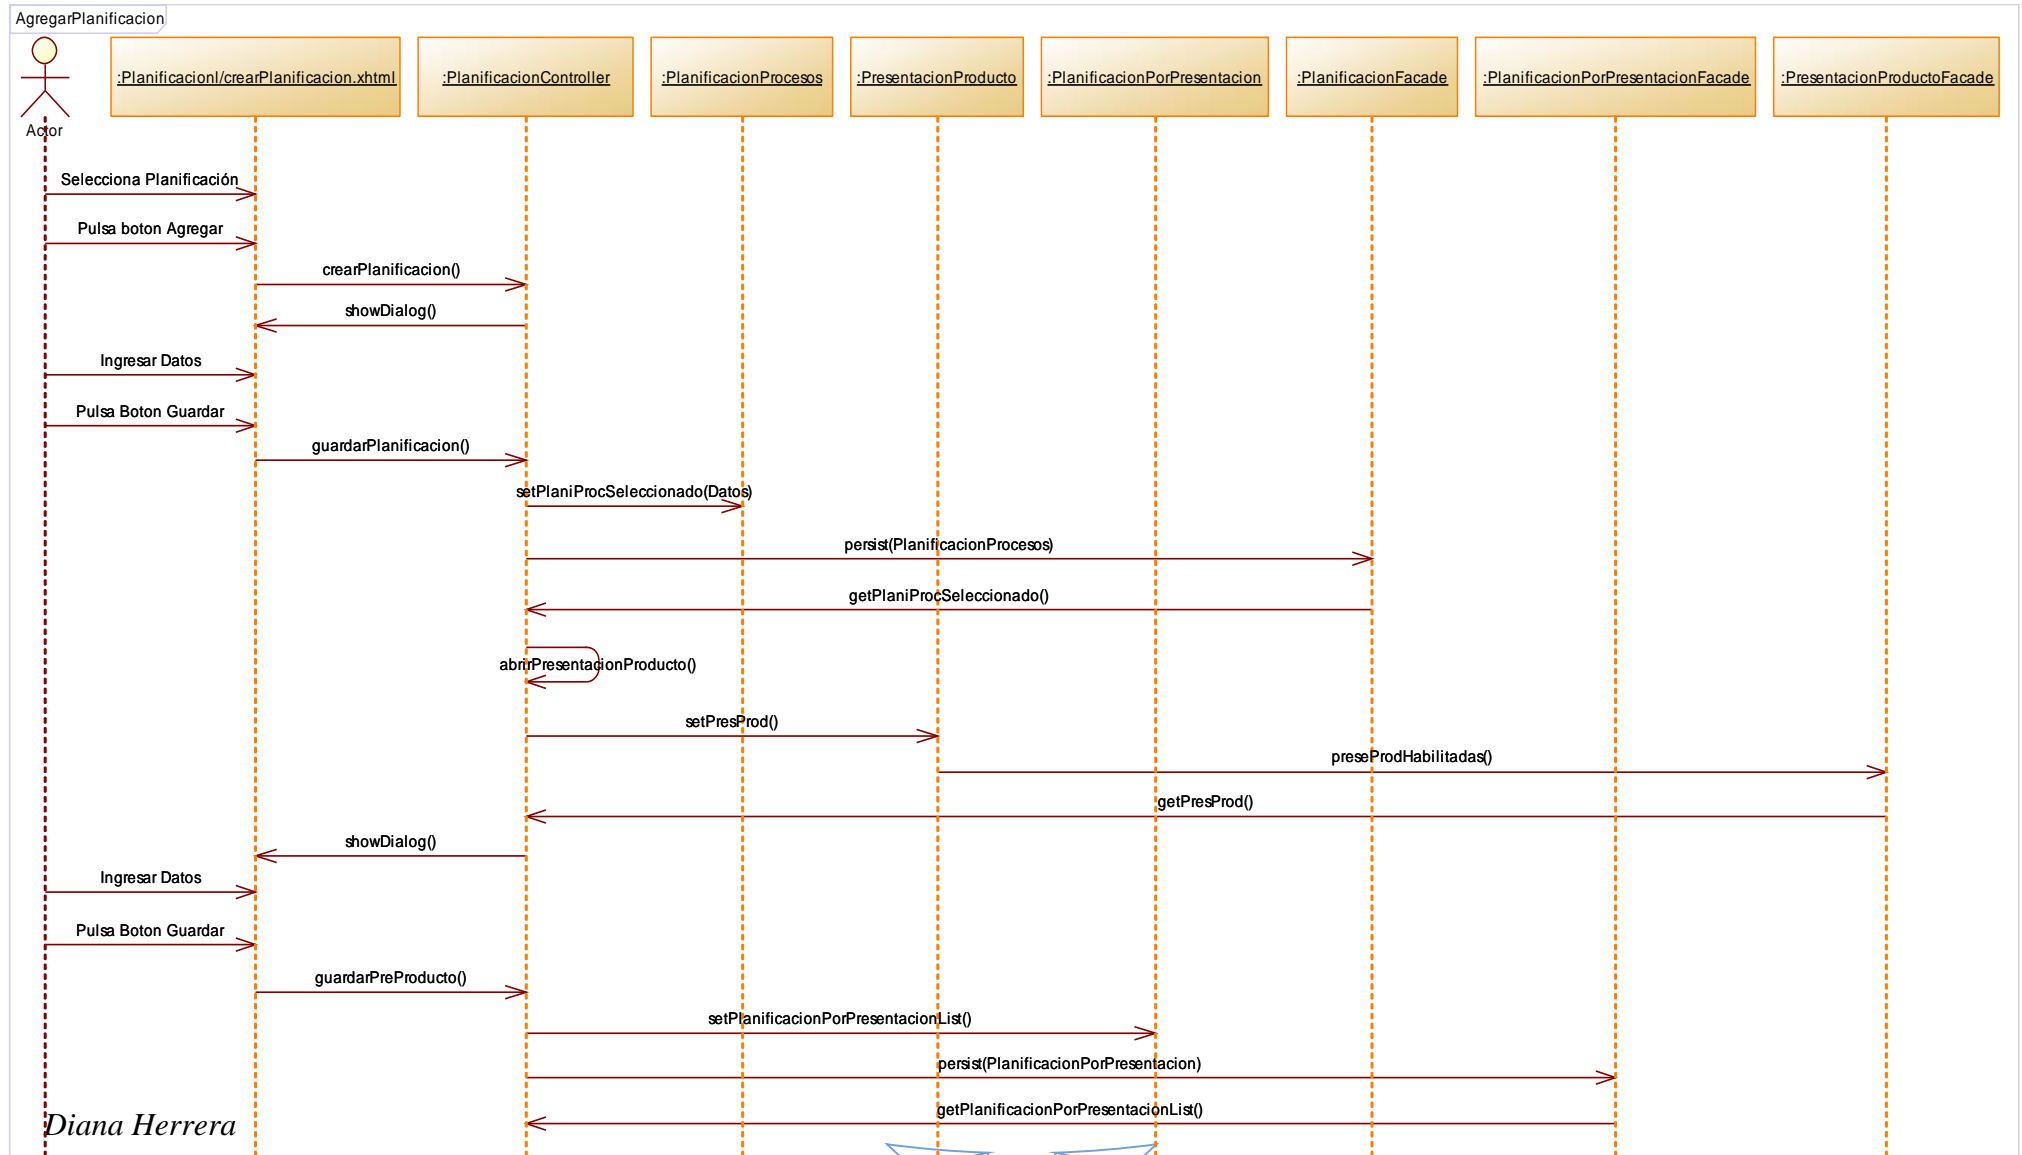 AgregarPlanificacion
Actor
:PlanificacionI/crearPlanificacion.xhtml
:PlanificacionController
:PlanificacionProcesos
:PresentacionProducto
:PlanificacionPorPresentacion
:PlanificacionFacade
:PlanificacionPorPresentacionFacade
:PresentacionProductoFacade
Selecciona Planificación
Pulsa boton Agregar
crearPlanificacion()
showDialog()
Ingresar Datos
Pulsa Boton Guardar
guardarPlanificacion()
setPlaniProcSeleccionado(Datos)
persist(PlanificacionProcesos)
getPlaniProcSeleccionado()
abrirPresentacionProducto()
setPresProd()
preseProdHabilitadas()
getPresProd()
showDialog()
Ingresar Datos
Pulsa Boton Guardar
guardarPreProducto()
setPlanificacionPorPresentacionList()
persist(PlanificacionPorPresentacion)
getPlanificacionPorPresentacionList()
Diana Herrera